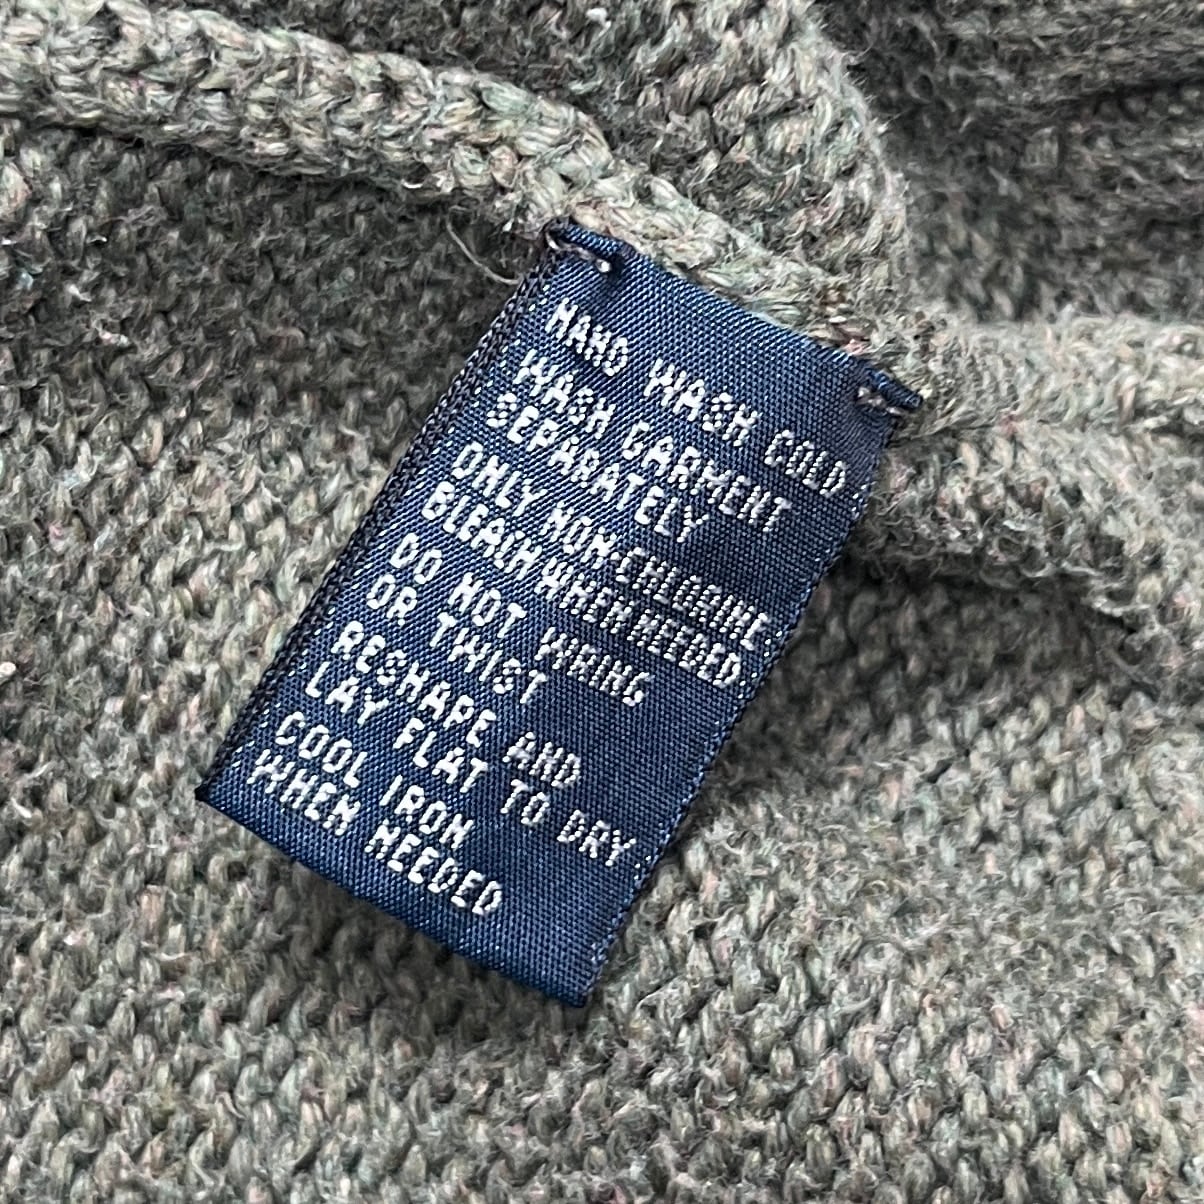 HAND WASH COLD
WASH GARMENT
SEPARATELY
ONLY NON-CHLORINE
BLEACH WHEN NEEDED
DO NOT WRING
OR TWIST
RESHAPE AND
LAY FLAT TO DRY
COOL IRON
WHEN NEEDED